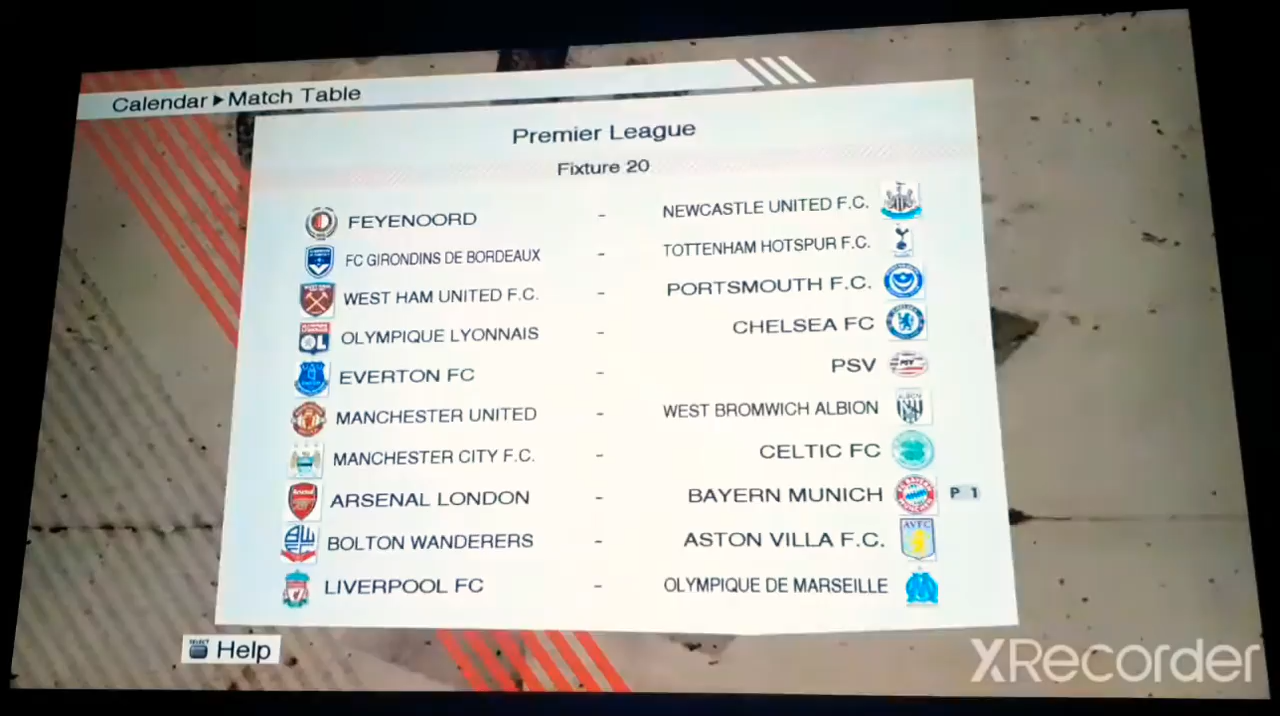 Calendar ▸ Match Table
Premier League
Fixture 20
FEYENOORD - NEWCASTLE UNITED F.C.
FC GIRONDINS DE BORDEAUX - TOTTENHAM HOTSPUR F.C.
WEST HAM UNITED F.C. - PORTSMOUTH F.C.
OLYMPIQUE LYONNAIS - CHELSEA FC
EVERTON FC - PSV
MANCHESTER UNITED - WEST BROMWICH ALBION
MANCHESTER CITY F.C. - CELTIC FC
ARSENAL LONDON - BAYERN MUNICH P 1
BOLTON WANDERERS - ASTON VILLA F.C.
LIVERPOOL FC - OLYMPIQUE DE MARSEILLE
SELECT Help
XRecorder